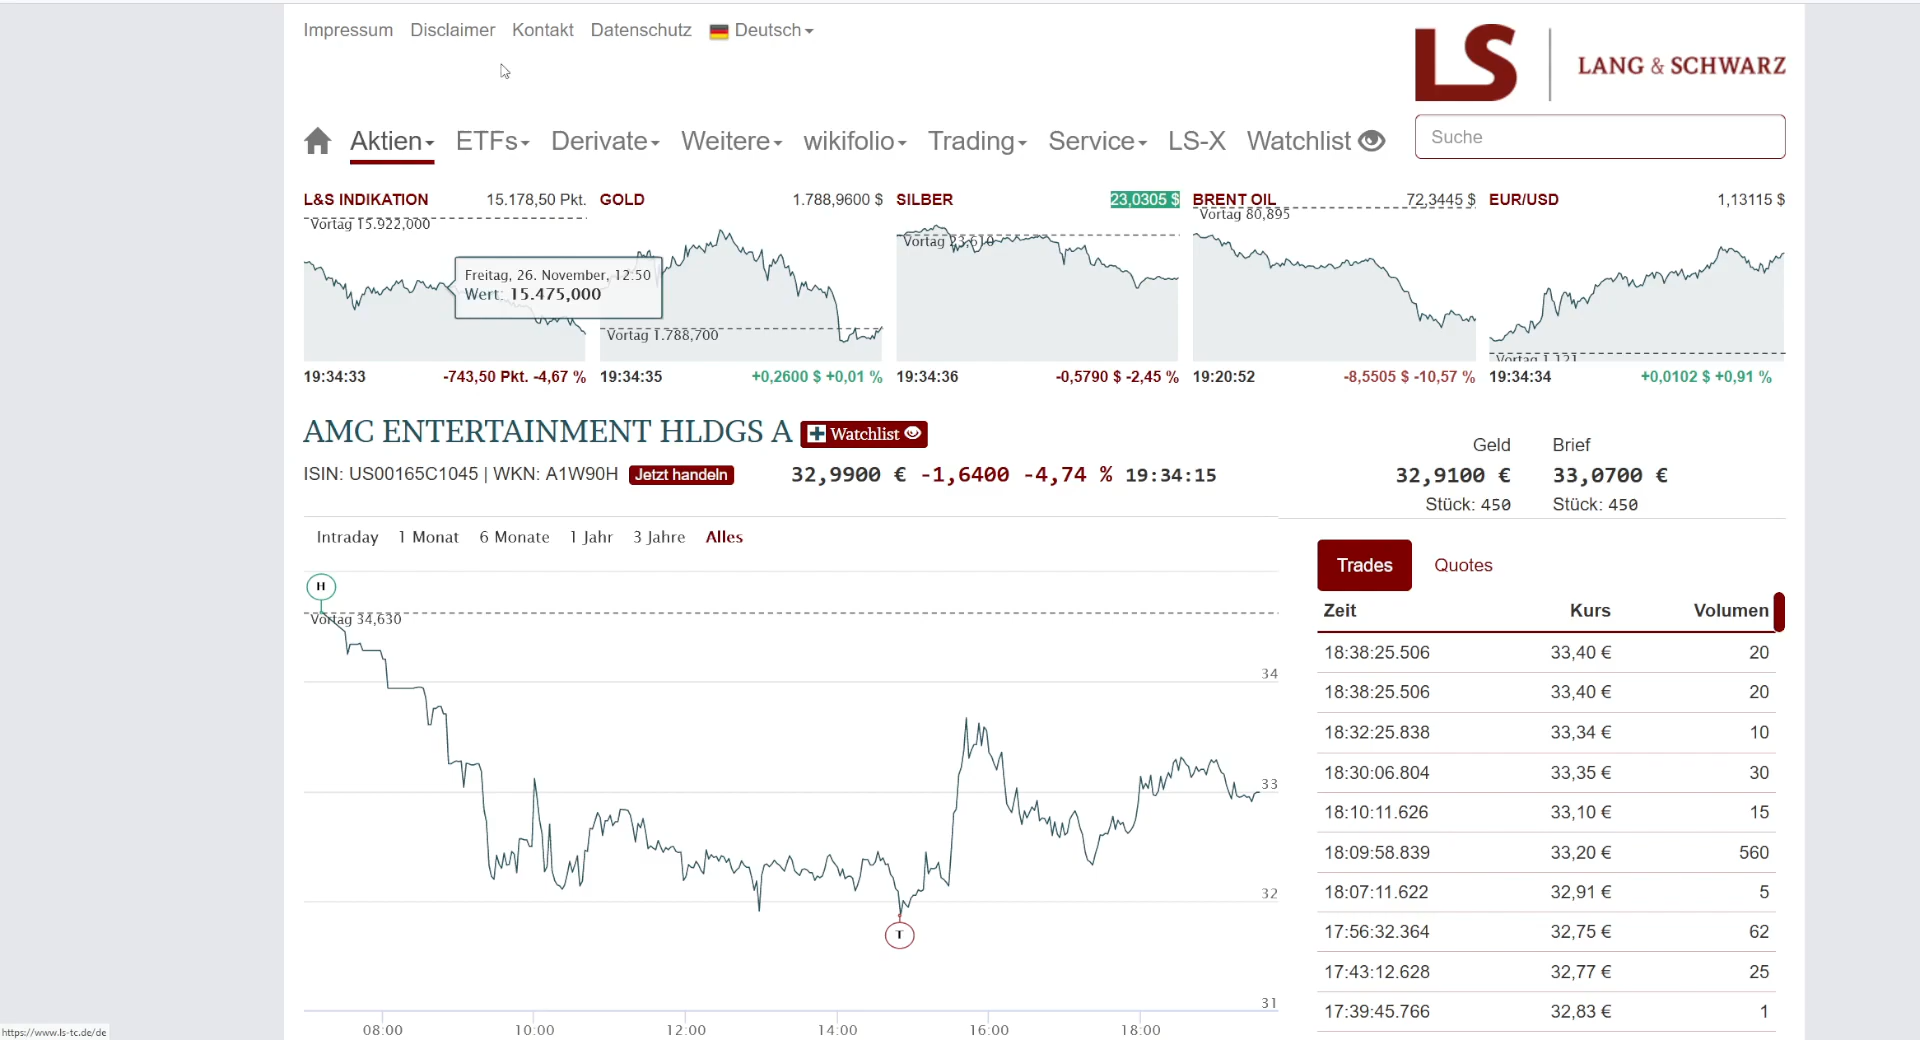 Impressum Disclaimer Kontakt Datenschutz Deutsch
LS LANG & SCHWARZ
Aktien ETFs Derivate Weitere wikifolio Trading Service LS-X Watchlist
Suche
L&S INDIKATION 15.178,50 Pkt.
Vortag 15.922,000
Freitag, 26. November, 12:50
Wert: 15.475,000
19:34:33 -743,50 Pkt. -4,67 %
GOLD 1.788,9600 $
Vortag 1.788,700
19:34:35 +0,2600 $ +0,01 %
SILBER 23,0305 $
Vortag 23,610
19:34:36 -0,5790 $ -2,45 %
BRENT OIL 72,3445 $
Vortag 80,895
19:20:52 -8,5505 $ -10,57 %
EUR/USD 1,13115 $
Vortag 1,121
19:34:34 +0,0102 $ +0,91 %
AMC ENTERTAINMENT HLDGS A Watchlist
ISIN: US00165C1045 | WKN: A1W90H Jetzt handeln 32,9900 € -1,6400 -4,74 % 19:34:15
Geld Brief
32,9100 € 33,0700 €
Stück: 450 Stück: 450
Intraday 1 Monat 6 Monate 1 Jahr 3 Jahre Alles
H
Vortag 34,630
34
33
32
T
31
08:00 10:00 12:00 14:00 16:00 18:00
Trades Quotes
Zeit Kurs Volumen
18:38:25.506 33,40 € 20
18:38:25.506 33,40 € 20
18:32:25.838 33,34 € 10
18:30:06.804 33,35 € 30
18:10:11.626 33,10 € 15
18:09:58.839 33,20 € 560
18:07:11.622 32,91 € 5
17:56:32.364 32,75 € 62
17:43:12.628 32,77 € 25
17:39:45.766 32,83 € 1
https://www.ls-tc.de/de